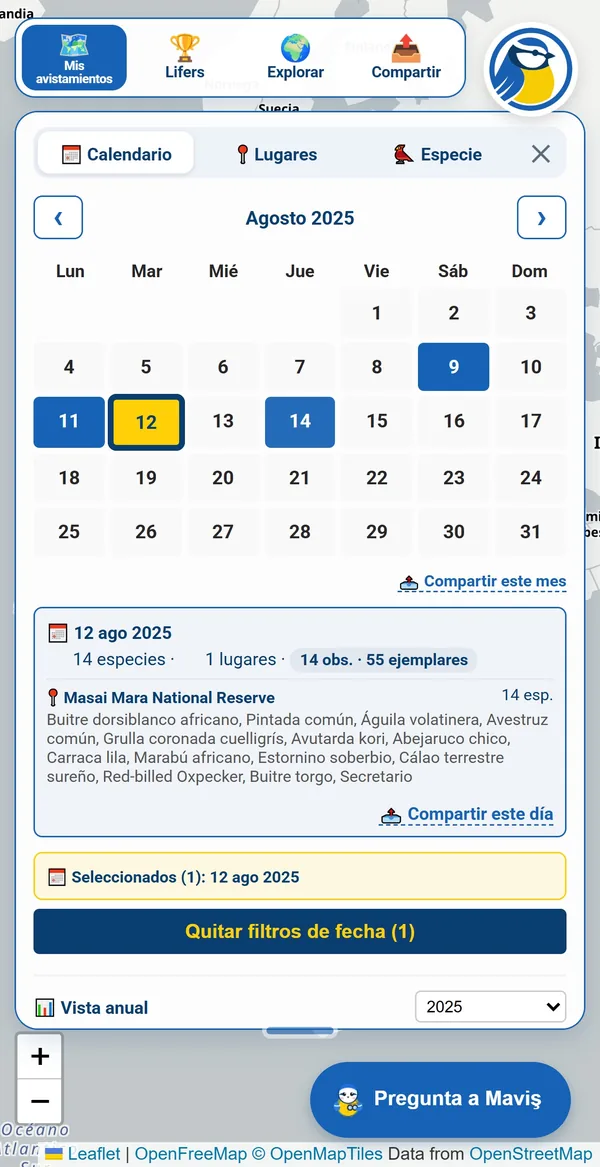 andia
Mis
avistamientos
Lifers
Explorar
Compartir
Suecia
Calendario
Lugares
Especie
Agosto 2025
Lun Mar Mié Jue Vie Sáb Dom
1 2 3
4 5 6 7 8 9 10
11 12 13 14 15 16 17
18 19 20 21 22 23 24
25 26 27 28 29 30 31
Compartir este mes
12 ago 2025
14 especies · 1 lugares · 14 obs. · 55 ejemplares
Masai Mara National Reserve 14 esp.
Buitre dorsiblanco africano, Pintada común, Águila volatinera, Avestruz
común, Grulla coronada cuelligrís, Avutarda kori, Abejaruco chico,
Carraca lila, Marabú africano, Estornino soberbio, Cálao terrestre
sureño, Red-billed Oxpecker, Buitre torgo, Secretario
Compartir este día
Seleccionados (1): 12 ago 2025
Quitar filtros de fecha (1)
Vista anual 2025
+
−
Pregunta a Maviş
Océano
Leaflet | OpenFreeMap © OpenMapTiles Data from OpenStreetMap